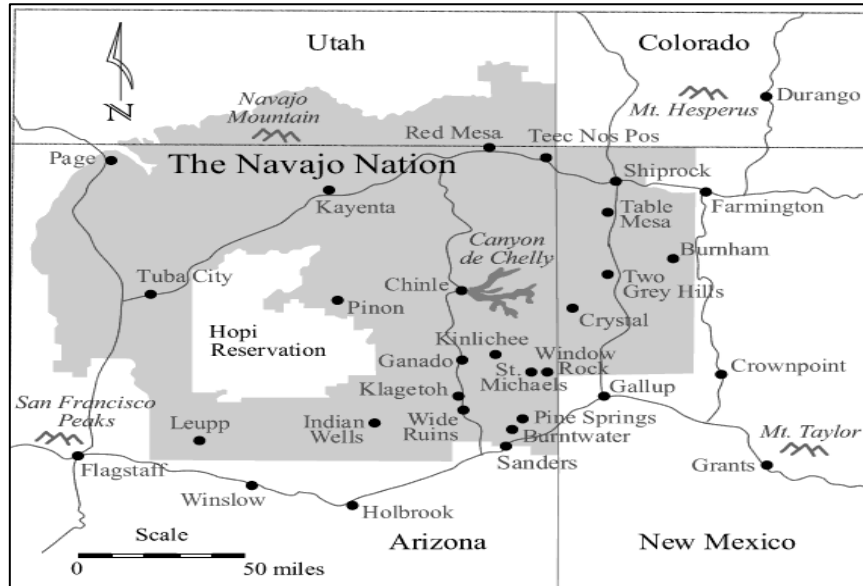 Utah
Colorado
N
Navajo
Mountain
Mt. Hesperus
Durango
Red Mesa
Teec Nos Pos
Page
The Navajo Nation
Shiprock
Kayenta
Table
Mesa
Farmington
Canyon
de Chelly
Burnham
Tuba City
Chinle
Two
Grey Hills
Pinon
Crystal
Hopi
Reservation
Kinlichee
Ganado
St.
Michaels
Window
Rock
Crownpoint
Klagetoh
Gallup
San Francisco
Peaks
Leupp
Indian
Wells
Wide
Ruins
Pine Springs
Burntwater
Mt. Taylor
Flagstaff
Sanders
Grants
Winslow
Holbrook
Scale
0
50 miles
Arizona
New Mexico